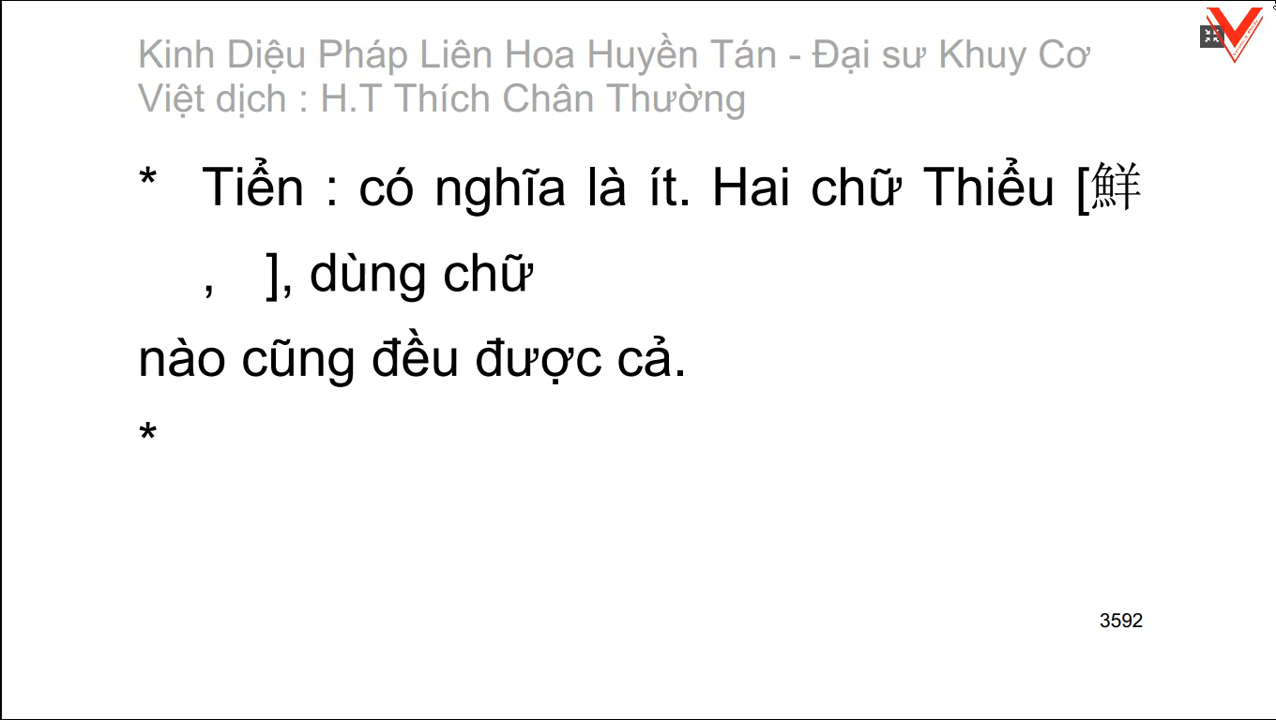 Kinh Diệu Pháp Liên Hoa Huyền Tán - Đại sư Khuy Cơ
Việt dịch : H.T Thích Chân Thường
* Tiển : có nghĩa là ít. Hai chữ Thiểu [鮮
, ], dùng chữ
nào cũng đều được cả.
*
3592